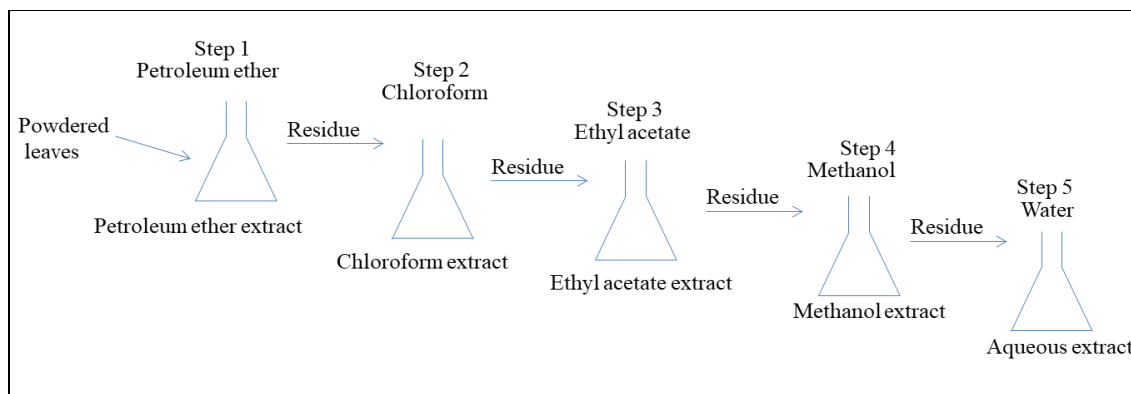 Step 1
Petroleum ether
Powdered
leaves
Petroleum ether extract
Residue
Step 2
Chloroform
Chloroform extract
Residue
Step 3
Ethyl acetate
Ethyl acetate extract
Residue
Step 4
Methanol
Methanol extract
Residue
Step 5
Water
Aqueous extract